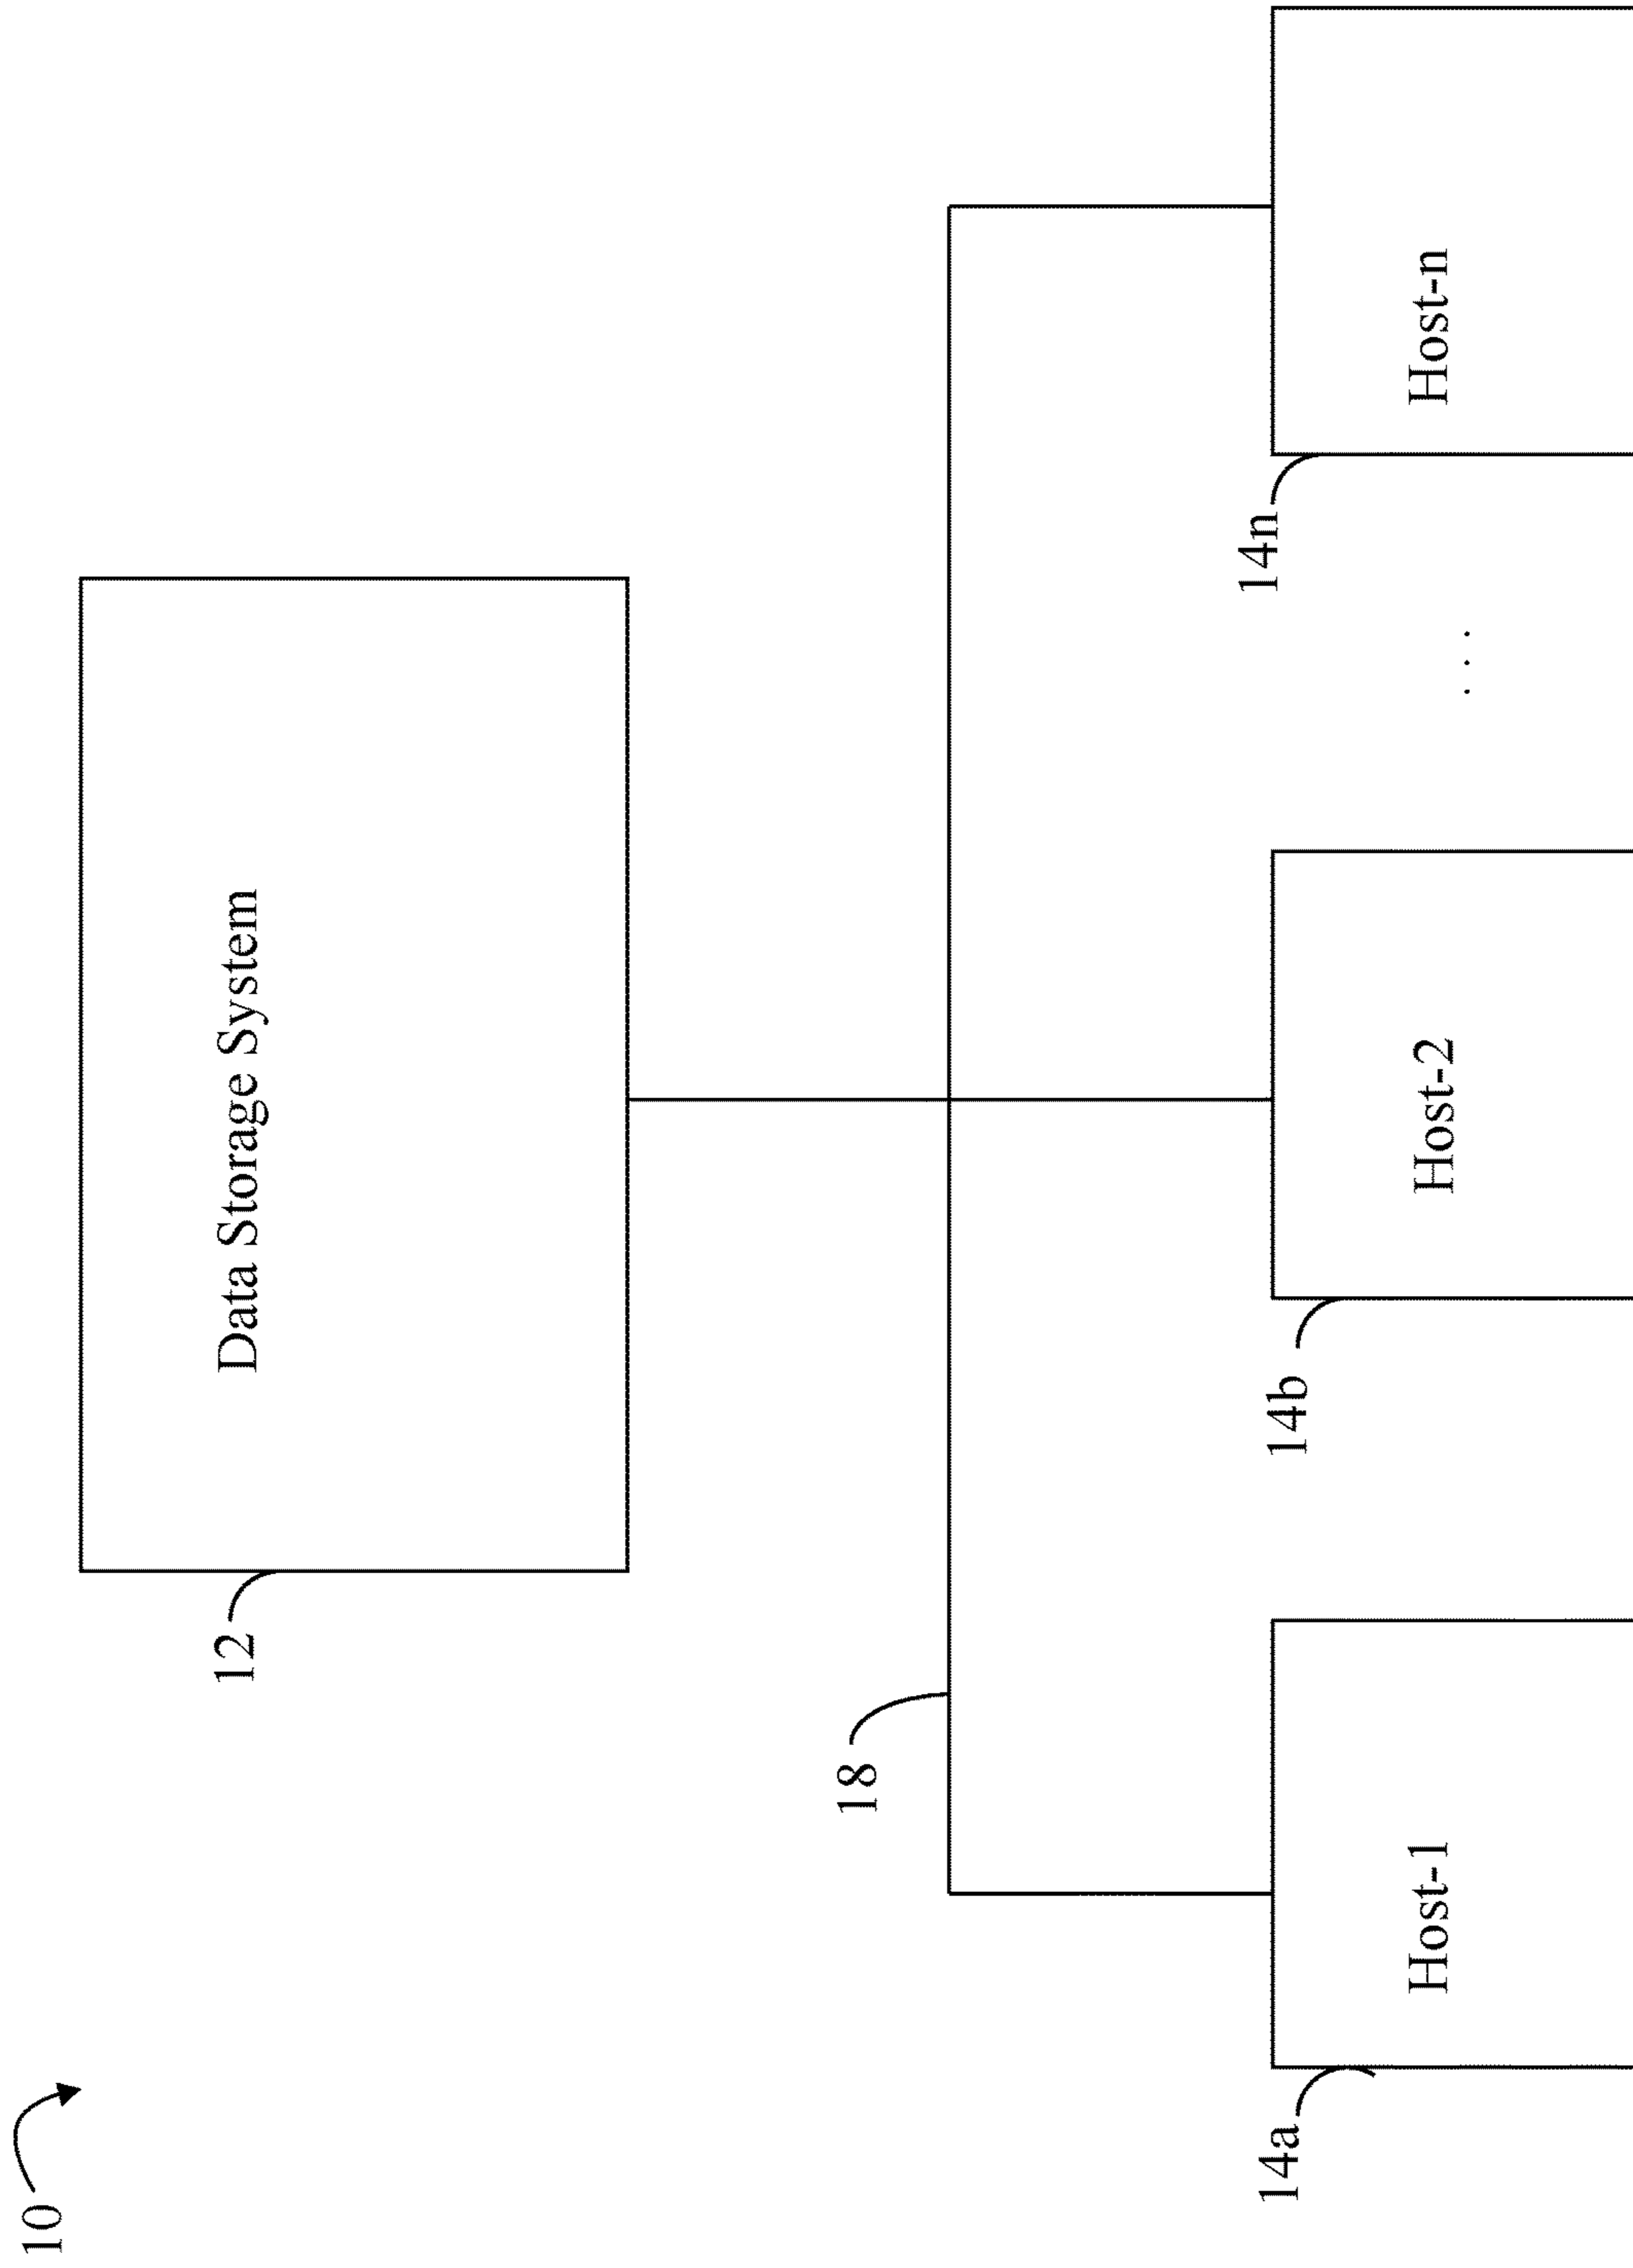 10
12
Data Storage System
18
14a
Host-1
14b
Host-2
. . .
14n
Host-n